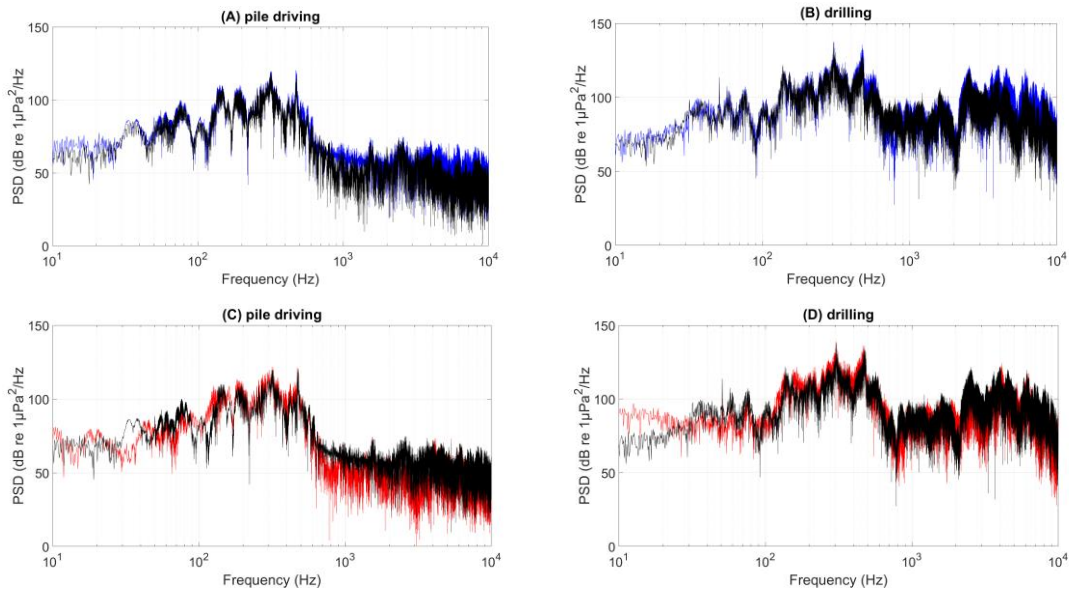 (A) pile driving
150
100
50
0
PSD (dB re 1µPa²/Hz
10¹ 10² 10³ 10⁴
Frequency (Hz)
(B) drilling
150
100
50
0
PSD (dB re 1µPa²/Hz
10¹ 10² 10³ 10⁴
Frequency (Hz)
(C) pile driving
150
100
50
0
PSD (dB re 1µPa²/Hz
10¹ 10² 10³ 10⁴
Frequency (Hz)
(D) drilling
150
100
50
0
PSD (dB re 1µPa²/Hz
10¹ 10² 10³ 10⁴
Frequency (Hz)